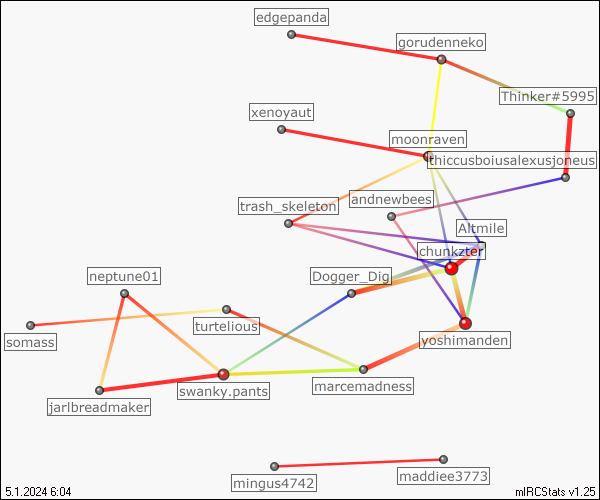 edgepanda
gorudenneko
Thinker#5995
xenoyaut
moonraven
thiccusboiusalexusjoneus
andnewbees
trash_skeleton
Altmile
chunkzter
neptune01
Dogger_Dig
turtelious
somass
yoshimanden
marcemadness
swanky.pants
jarlbreadmaker
maddiee3773
mingus4742
5.1.2024 6:04
mIRCStats v1.25